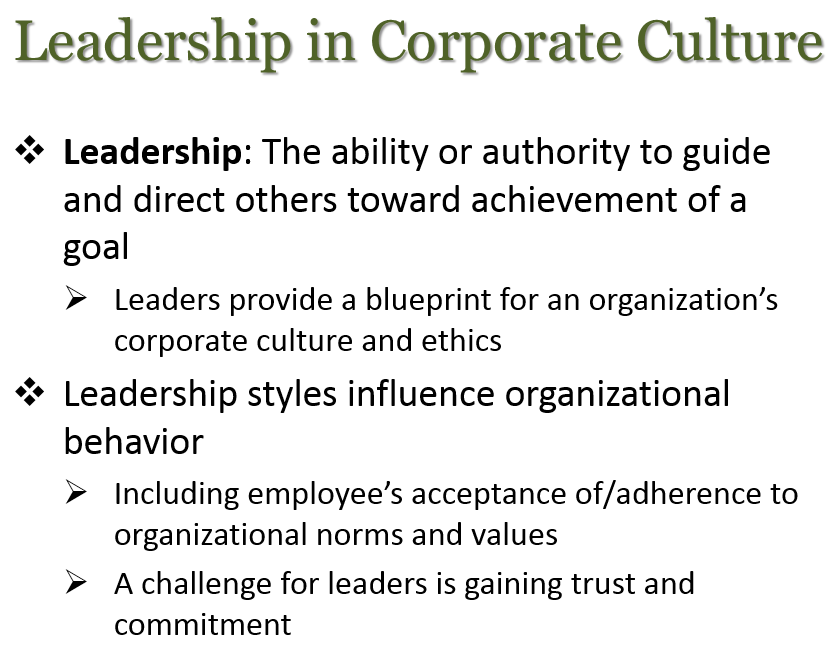 Leadership in Corporate Culture
❖ Leadership: The ability or authority to guide
and direct others toward achievement of a
goal
➢ Leaders provide a blueprint for an organization’s
corporate culture and ethics
❖ Leadership styles influence organizational
behavior
➢ Including employee’s acceptance of/adherence to
organizational norms and values
➢ A challenge for leaders is gaining trust and
commitment